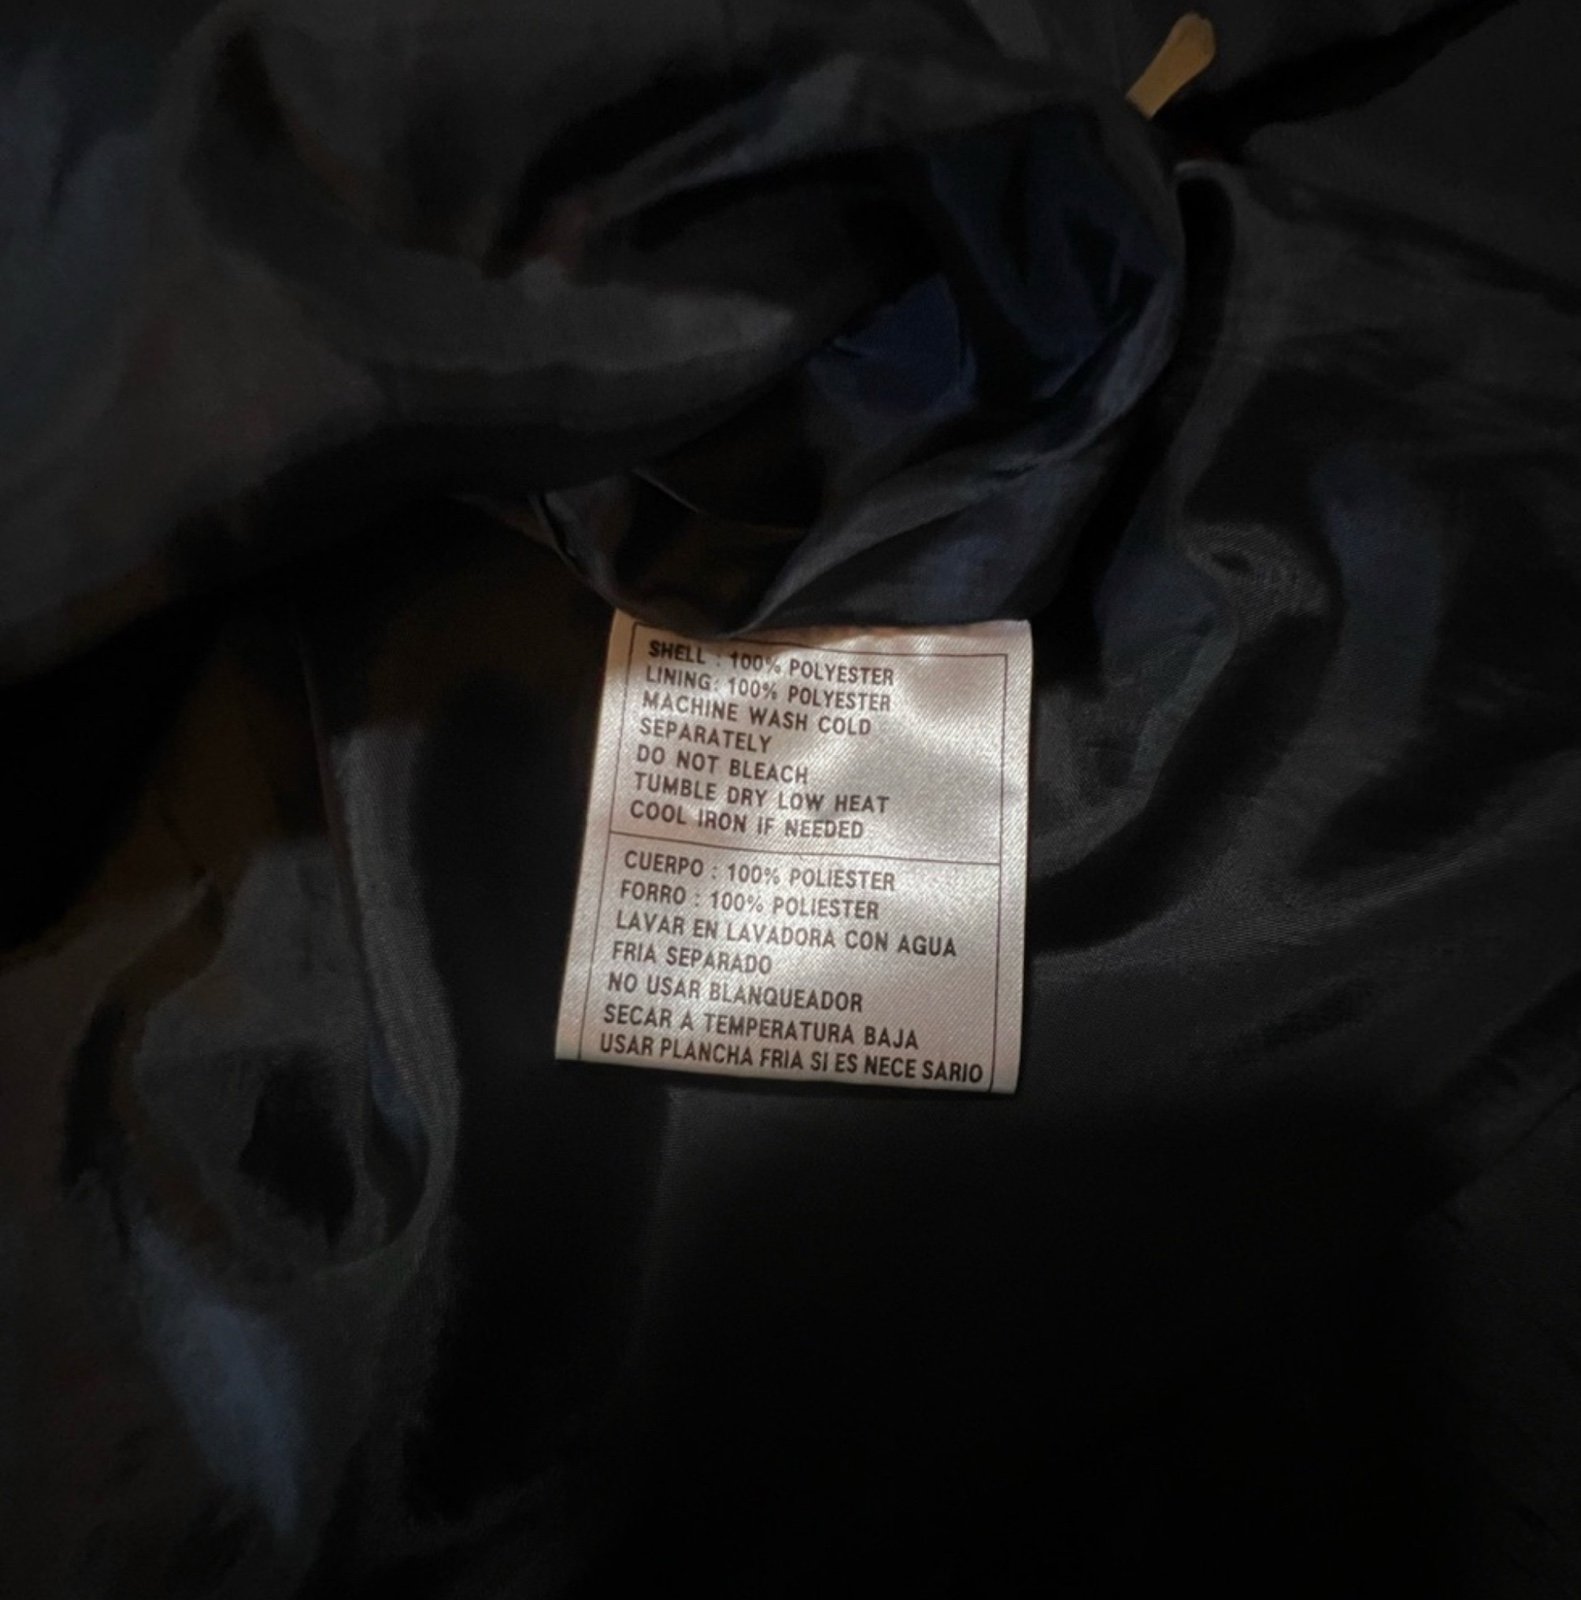 SHELL : 100% POLYESTER
LINING: 100% POLYESTER
MACHINE WASH COLD
SEPARATELY
DO NOT BLEACH
TUMBLE DRY LOW HEAT
COOL IRON IF NEEDED
CUERPO : 100% POLIESTER
FORRO : 100% POLIESTER
LAVAR EN LAVADORA CON AGUA
FRIA SEPARADO
NO USAR BLANQUEADOR
SECAR A TEMPERATURA BAJA
USAR PLANCHA FRIA SI ES NECE SARIO